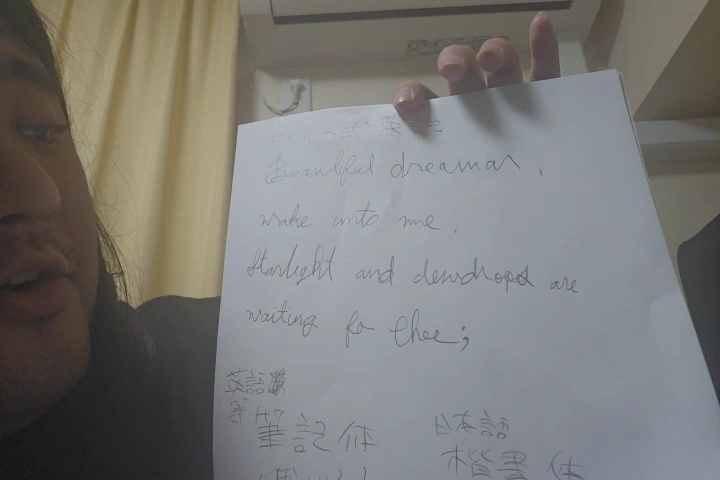 Beautiful dreamar,
wake unto me.
Starlight and dewdrops are
waiting for thee;
英語
筆記体
日本語
楷書体